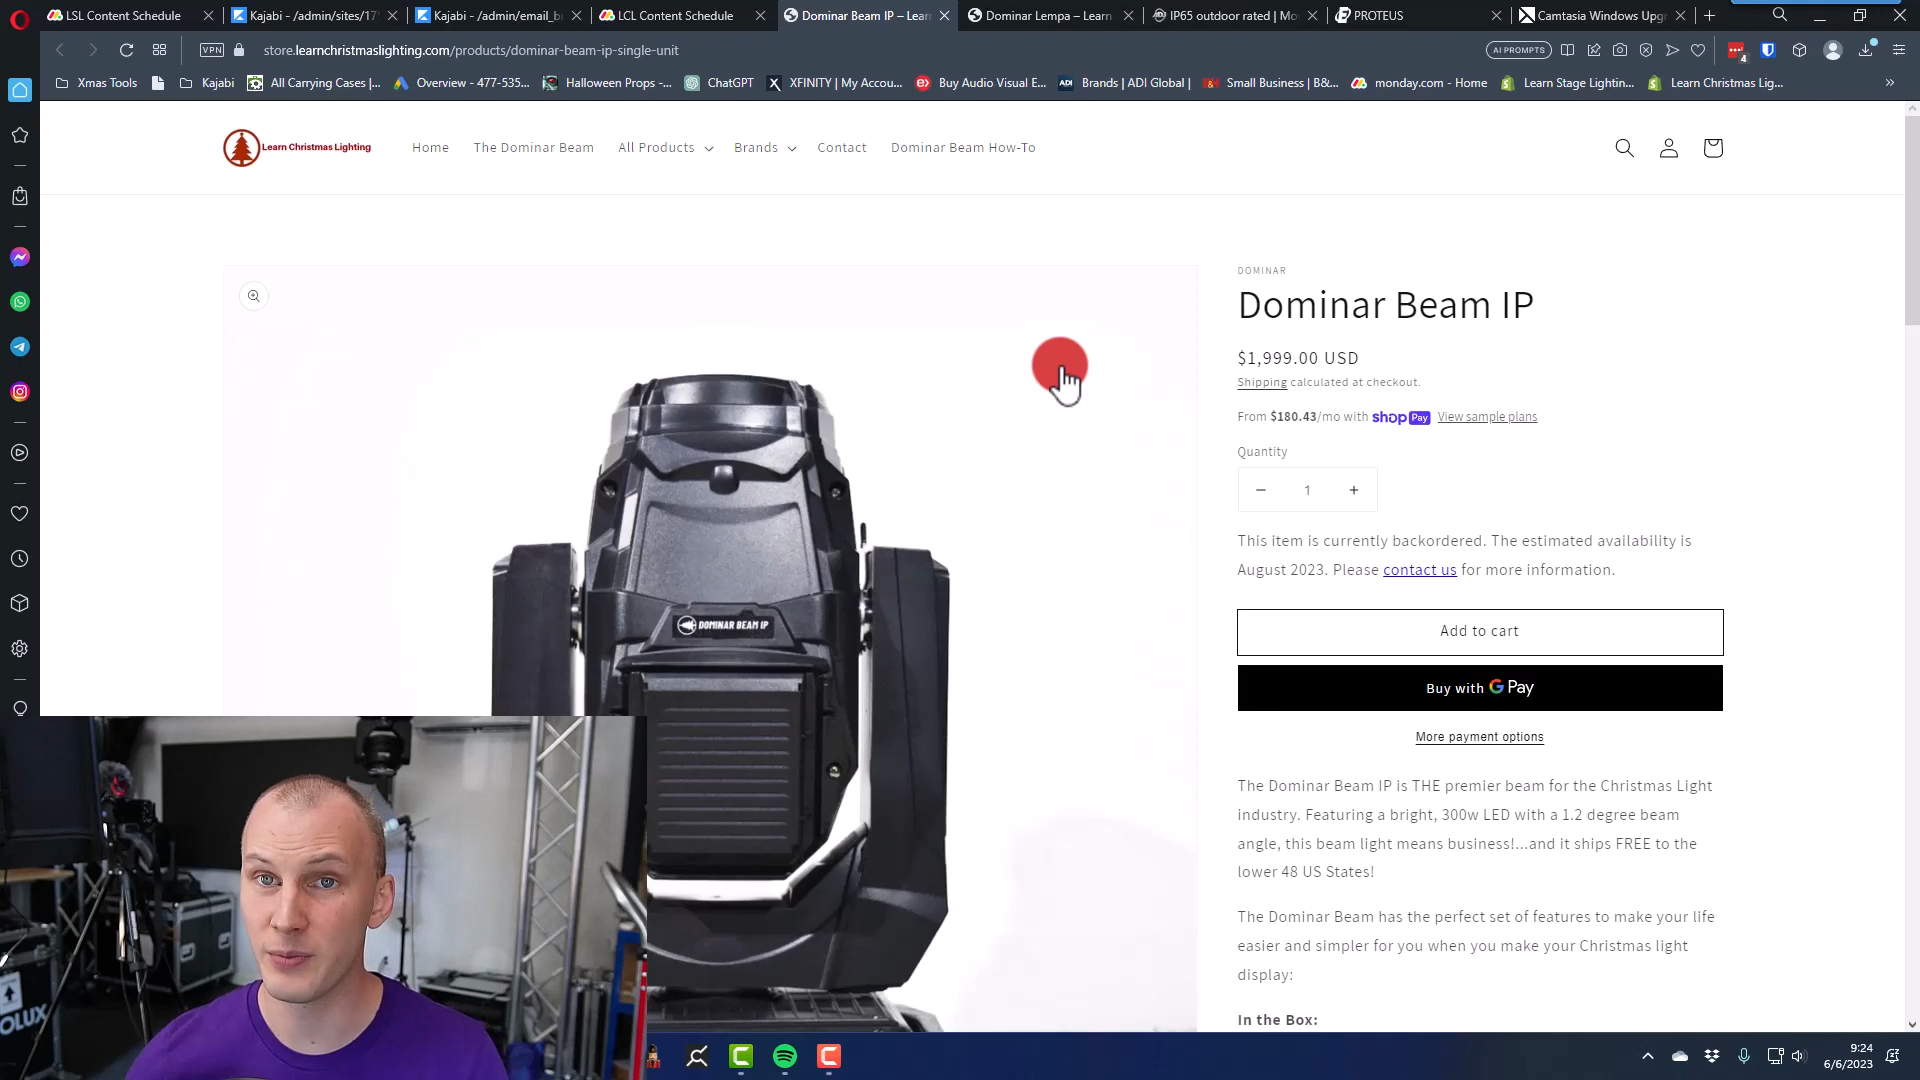 LSL Content Schedule
Kajabi - /admin/sites/17
Kajabi - /admin/email_b
LCL Content Schedule
Dominar Beam IP – Lear
Dominar Lempa – Learn
IP65 outdoor rated | Mo
PROTEUS
Camtasia Windows Upg
VPN
store.learnchristmaslighting.com/products/dominar-beam-ip-single-unit
AI PROMPTS
4
Xmas Tools
Kajabi
All Carrying Cases |...
Overview - 477-535...
Halloween Props -...
ChatGPT
XFINITY | My Accou...
Buy Audio Visual E...
ADI
Brands | ADI Global |
Small Business | B&...
monday.com - Home
Learn Stage Lightin...
Learn Christmas Lig...
Learn Christmas Lighting
Home
The Dominar Beam
All Products
Brands
Contact
Dominar Beam How-To
DOMINAR
Dominar Beam IP
$1,999.00 USD
Shipping calculated at checkout.
From $180.43/mo with shop Pay View sample plans
Quantity
1
This item is currently backordered. The estimated availability is
August 2023. Please contact us for more information.
Add to cart
Buy with G Pay
More payment options
The Dominar Beam IP is THE premier beam for the Christmas Light
industry. Featuring a bright, 300w LED with a 1.2 degree beam
angle, this beam light means business!...and it ships FREE to the
lower 48 US States!
The Dominar Beam has the perfect set of features to make your life
easier and simpler for you when you make your Christmas light
display:
In the Box:
DOMINAR BEAM IP
OLUX
9:24
6/6/2023